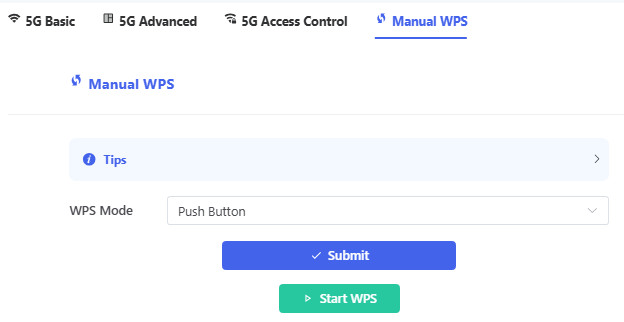 5G Basic 5G Advanced 5G Access Control Manual WPS
Manual WPS
Tips
WPS Mode Push Button
Submit
Start WPS